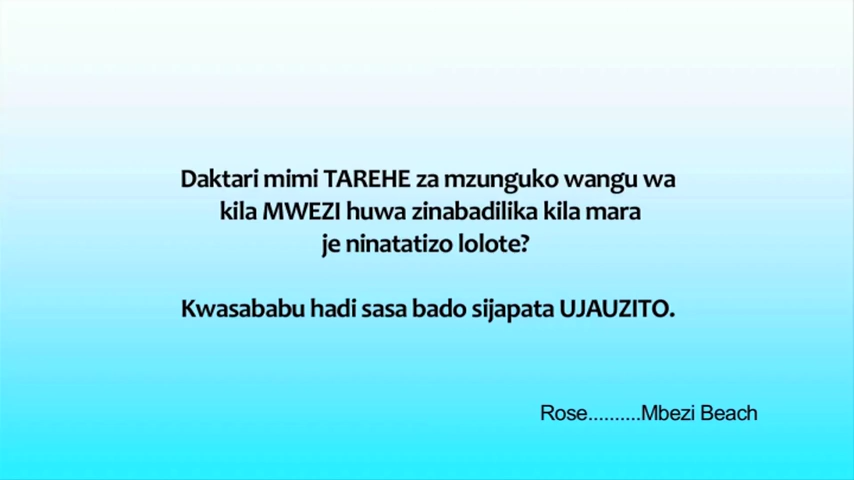 Daktari mimi TAREHE za mzunguko wangu wa
kila MWEZI huwa zinabadilika kila mara
je ninatatizo lolote?
Kwasababu hadi sasa bado sijapata UJAUZITO.
Rose..........Mbezi Beach